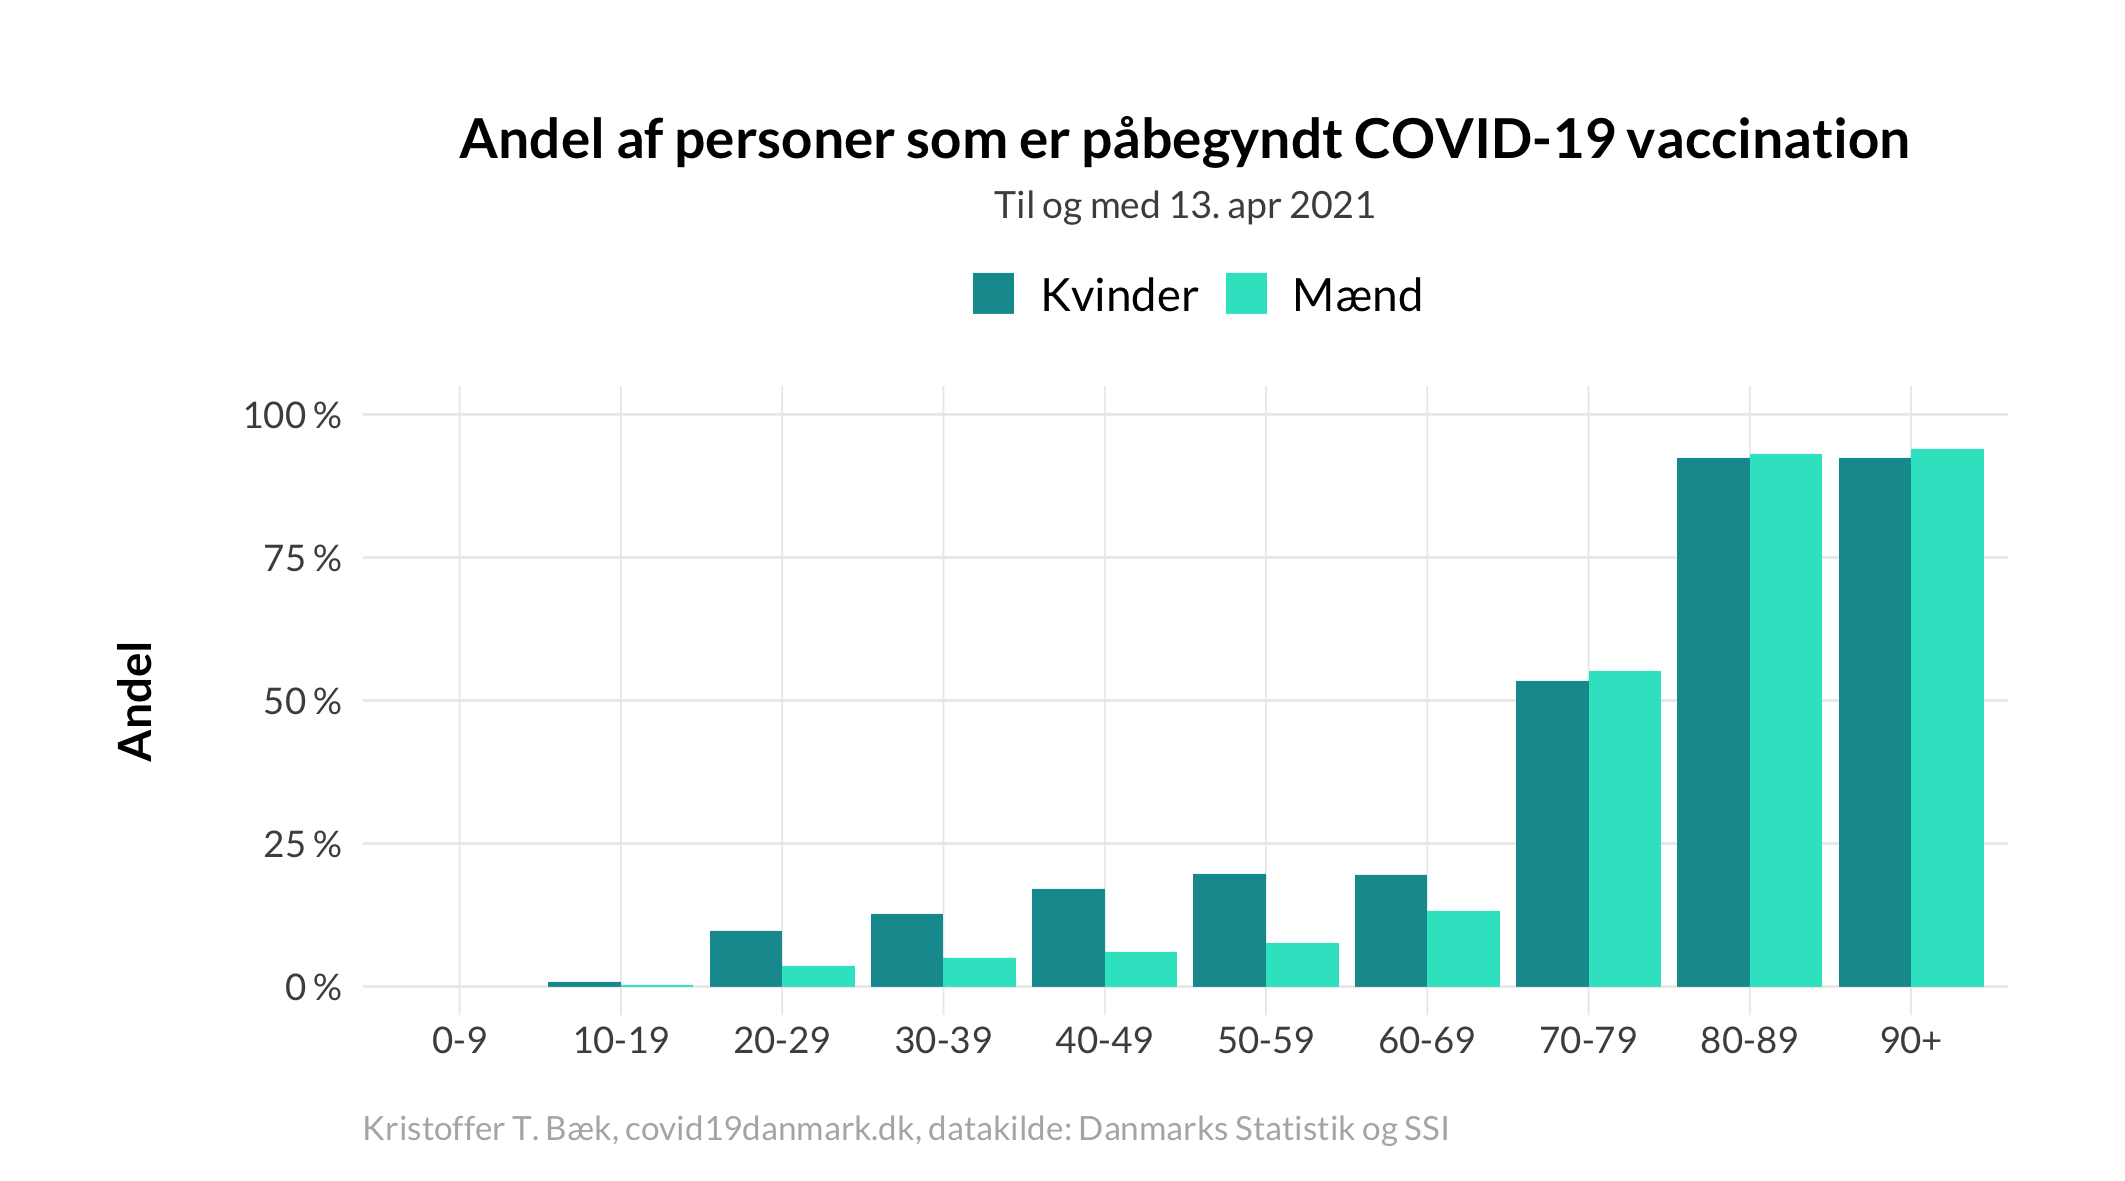 Andel af personer som er påbegyndt COVID-19 vaccination
Til og med 13. apr 2021
Kvinder Mænd
Andel
100 %
75 %
50 %
25 %
0 %
0-9 10-19 20-29 30-39 40-49 50-59 60-69 70-79 80-89 90+
Kristoffer T. Bæk, covid19danmark.dk, datakilde: Danmarks Statistik og SSI